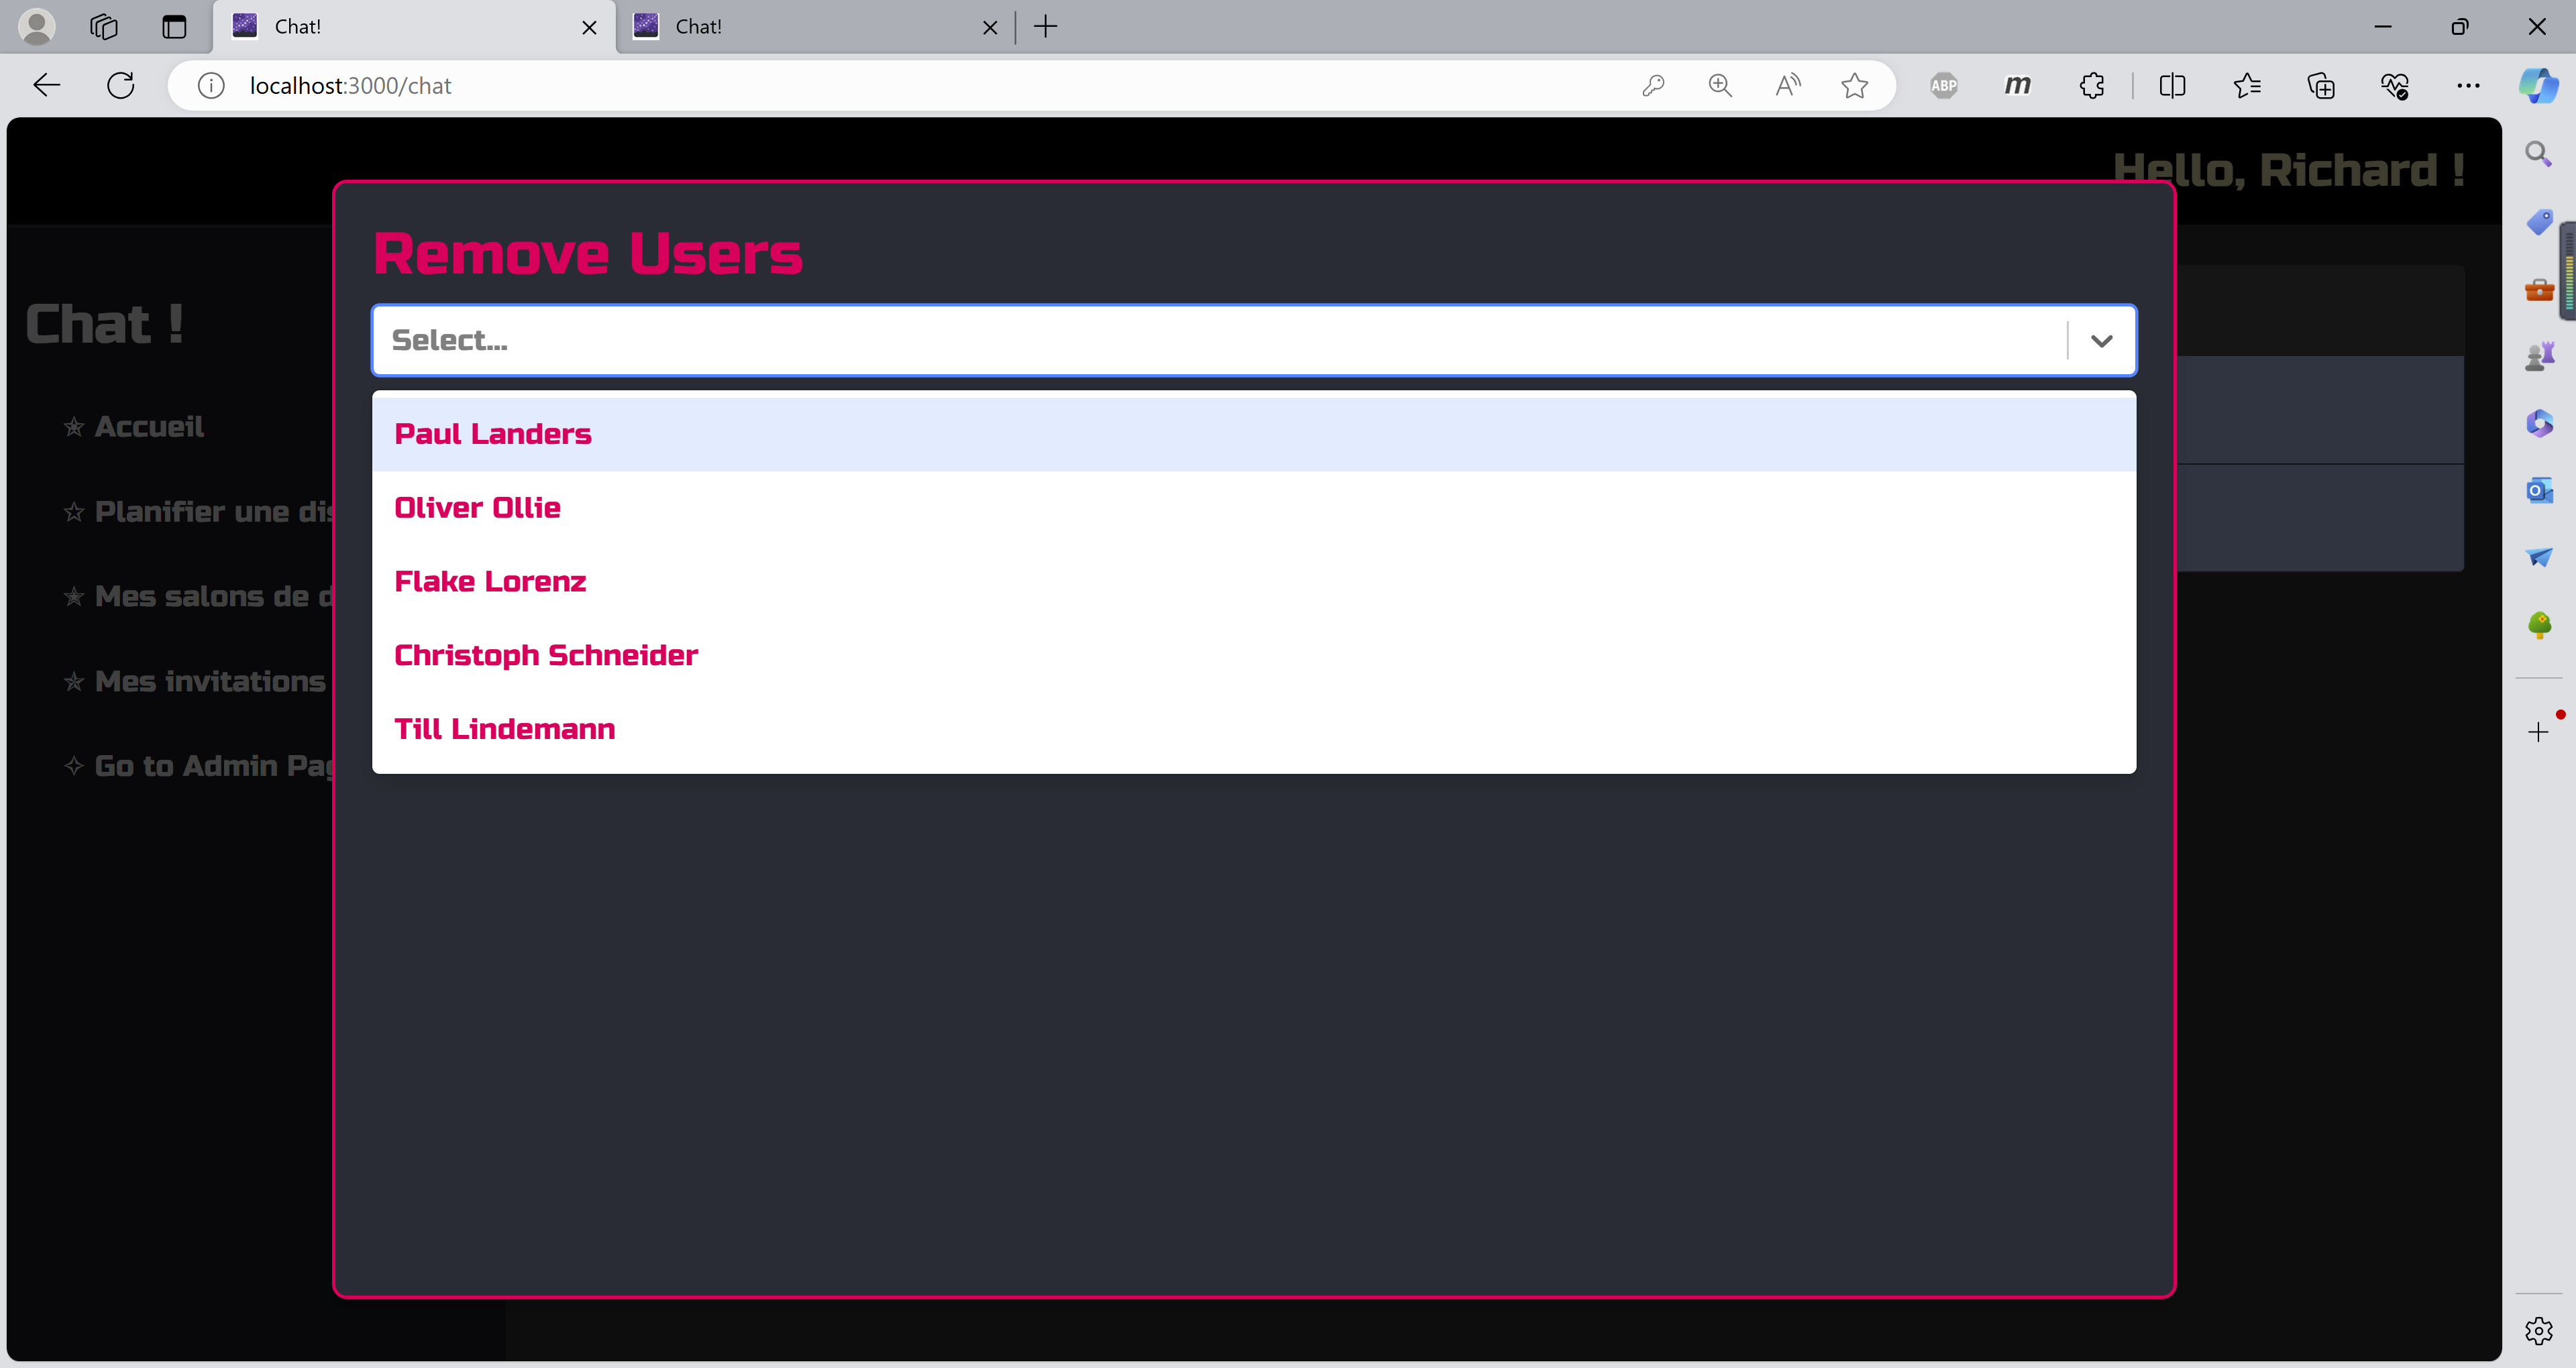 Chat!
Chat!
localhost:3000/chat
ABP
m
Hello, Richard !
Remove Users
Chat !
Select...
Accueil
Paul Landers
Planifier une dis
Oliver Ollie
Mes salons de d
Flake Lorenz
Mes invitations
Christoph Schneider
Go to Admin Pag
Till Lindemann